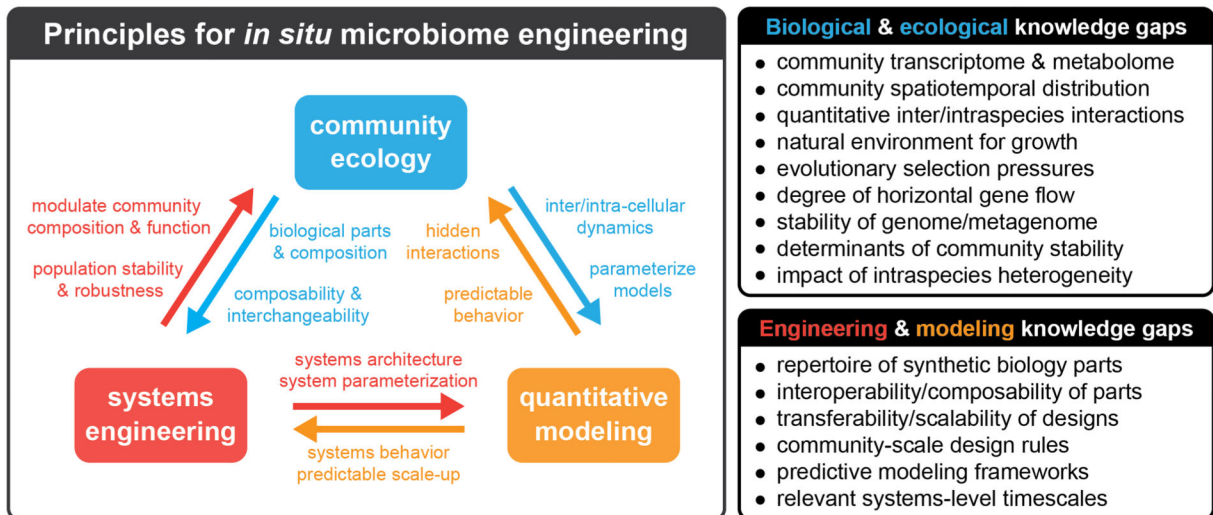 Principles for in situ microbiome engineering
community
ecology
modulate community
composition & function
population stability
& robustness
biological parts
& composition
composability &
interchangeability
hidden
interactions
predictable
behavior
inter/intra-cellular
dynamics
parameterize
models
systems
engineering
systems architecture
system parameterization
systems behavior
predictable scale-up
quantitative
modeling
Biological & ecological knowledge gaps
• community transcriptome & metabolome
• community spatiotemporal distribution
• quantitative inter/intraspecies interactions
• natural environment for growth
• evolutionary selection pressures
• degree of horizontal gene flow
• stability of genome/metagenome
• determinants of community stability
• impact of intraspecies heterogeneity
Engineering & modeling knowledge gaps
• repertoire of synthetic biology parts
• interoperability/composability of parts
• transferability/scalability of designs
• community-scale design rules
• predictive modeling frameworks
• relevant systems-level timescales